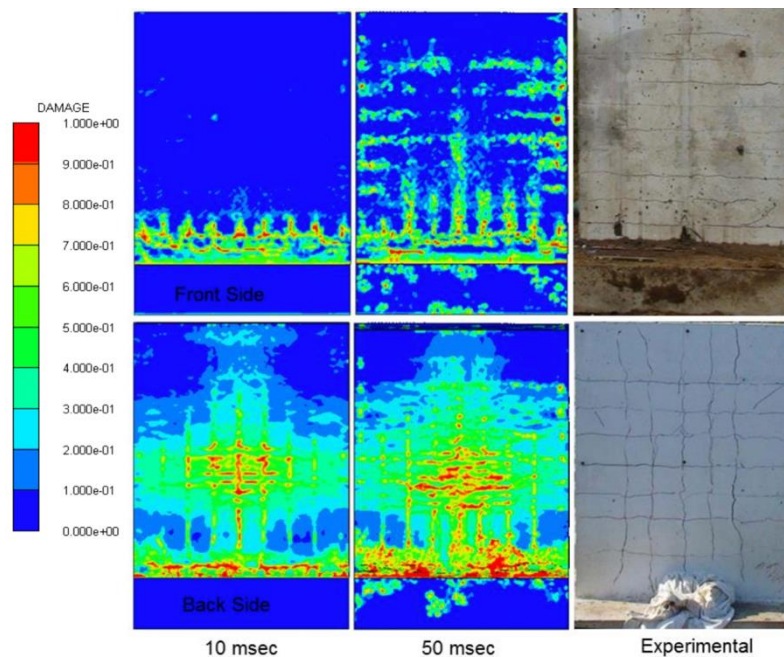 DAMAGE
1.000e+00
9.000e-01
8.000e-01
7.000e-01
6.000e-01
5.000e-01
4.000e-01
3.000e-01
2.000e-01
1.000e-01
0.000e+00
Front Side
Back Side
10 msec
50 msec
Experimental